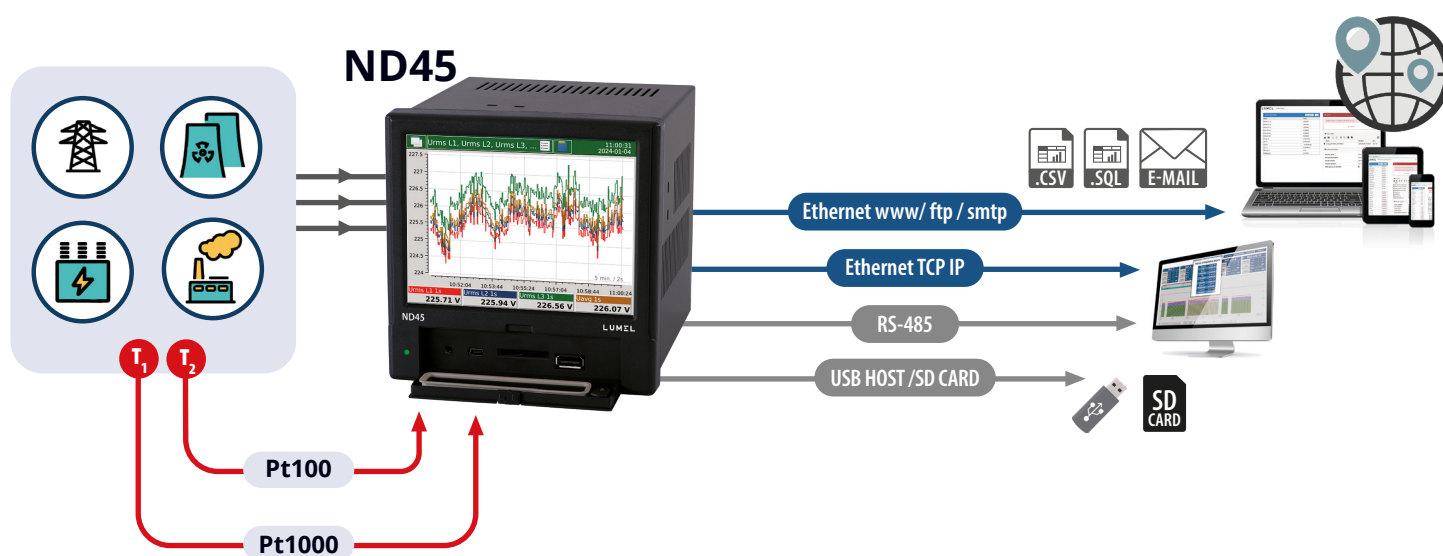 ND45
Urms L1, Urms L2, Urms L3, ...
11:00:31
2024-01-04
227.5
227
226.5
226
225.5
225
224.5
224
5 min. / 2s
10:52:04 10:53:44 10:55:24 10:57:04 10:58:44 11:00:24
Urms L1 1s
225.71 V
Urms L2 1s
225.94 V
Urms L3 1s
226.56 V
Uavg 1s
226.07 V
ND45
LUMEL
T1
T2
Pt100
Pt1000
.CSV
.SQL
E-MAIL
Ethernet www/ ftp / smtp
Ethernet TCP IP
RS-485
USB HOST /SD CARD
SD
CARD
LUMEL